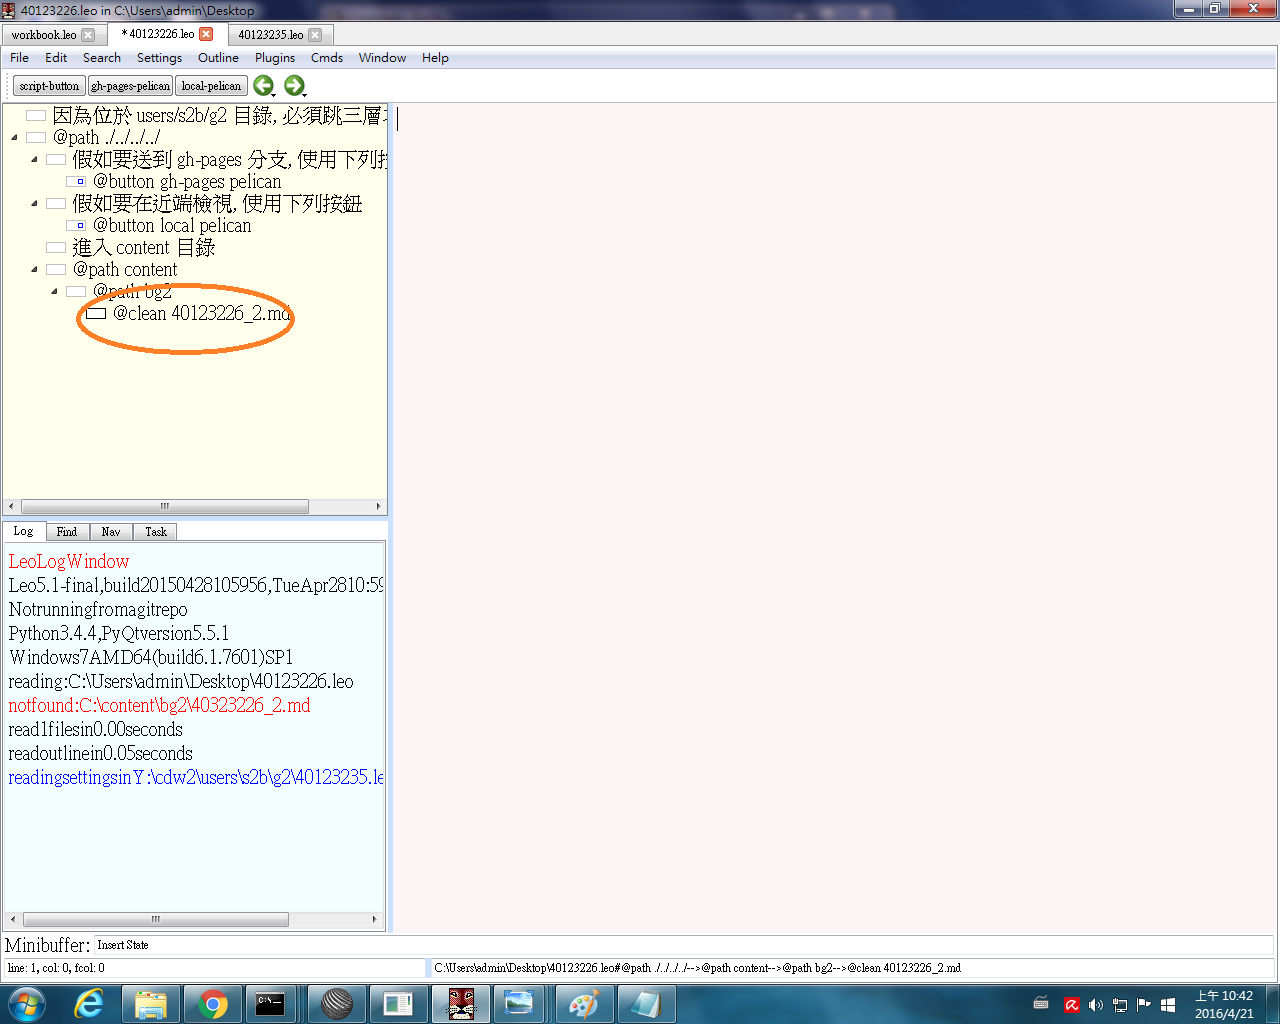 40123226.leo in C:\Users\admin\Desktop
workbook.leo
*40123226.leo
40123235.leo
File Edit Search Settings Outline Plugins Cmds Window Help
script-button gh-pages-pelican local-pelican
因為位於 users/s2b/g2 目錄, 必須跳三層
@path ./../../../
假如要送到 gh-pages 分支, 使用下列按
@button gh-pages pelican
假如要在近端檢視, 使用下列按鈕
@button local pelican
進入 content 目錄
@path content
@path bg2
@clean 40123226_2.md
Log Find Nav Task
LeoLogWindow
Leo5.1-final,build20150428105956,TueApr2810:59
Notrunningfromagitrepo
Python3.4.4,PyQtversion5.5.1
Windows7AMD64(build6.1.7601)SP1
reading:C:\Users\admin\Desktop\40123226.leo
notfound:C:\content\bg2\40323226_2.md
read1filesin0.00seconds
readoutlinein0.05seconds
readingsettingsinY:\cdw2\users\s2b\g2\40123235.le
Minibuffer: Insert State
line: 1, col: 0, fcol: 0
C:\Users\admin\Desktop\40123226.leo#@path ./../../../-->@path content-->@path bg2-->@clean 40123226_2.md
上午 10:42
2016/4/21